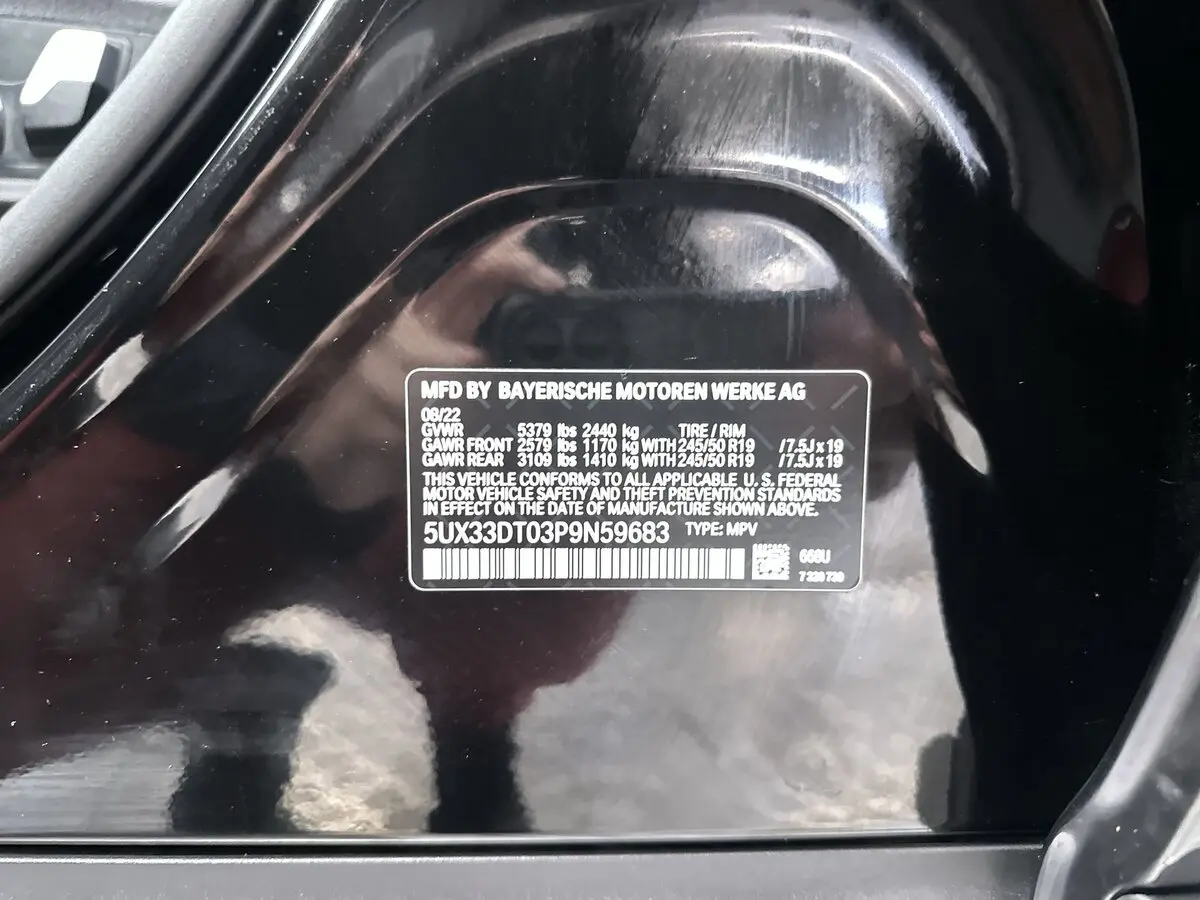 MFD BY BAYERISCHE MOTOREN WERKE AG
08/22
GVWR 5379 lbs 2440 kg TIRE / RIM
GAWR FRONT 2579 lbs 1170 kg WITH 245/50 R19 /7.5J x 19
GAWR REAR 3109 lbs 1410 kg WITH 245/50 R19 /7.5J x 19
THIS VEHICLE CONFORMS TO ALL APPLICABLE U. S. FEDERAL
MOTOR VEHICLE SAFETY AND THEFT PREVENTION STANDARDS
IN EFFECT ON THE DATE OF MANUFACTURE SHOWN ABOVE.
5UX33DT03P9N59683 TYPE: MPV
668U